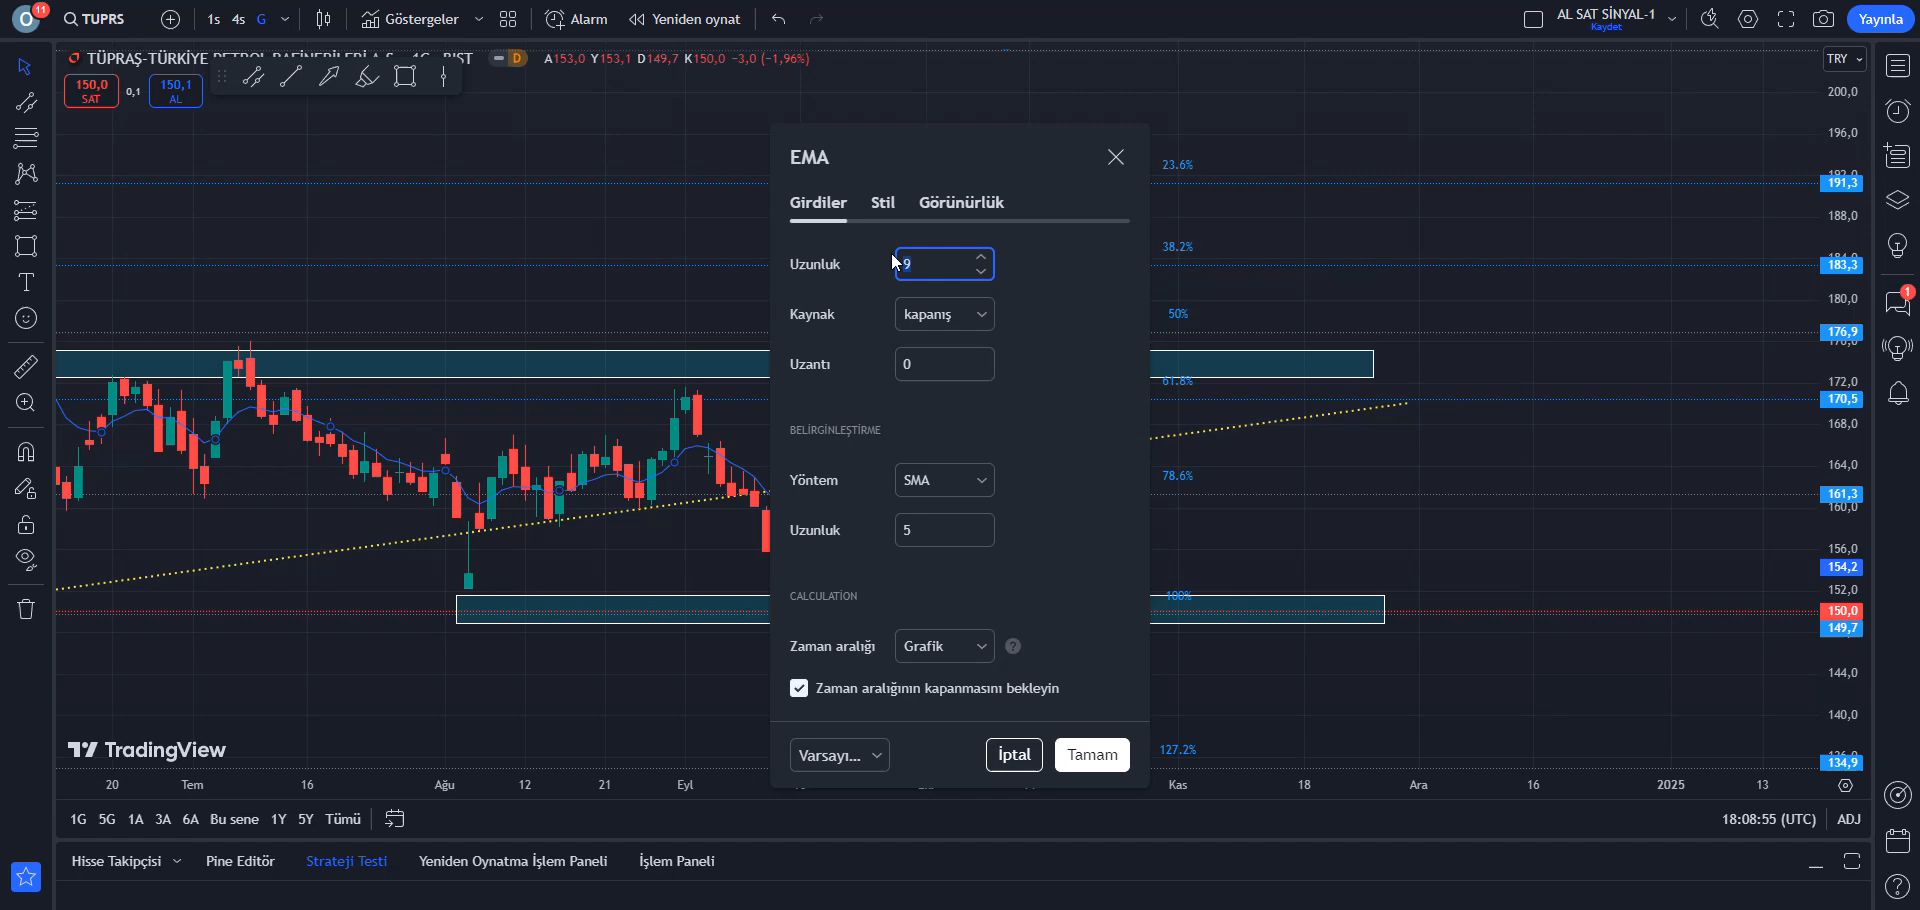 11
TUPRS
1s 4s G
Göstergeler
Alarm
Yeniden oynat
AL SAT SİNYAL-1
Kaydet
Yayınla
TÜPRAŞ-TÜRKİYE PETROL RAFİNERİLERİ A.Ş. 1G BIST
D
A153,0 Y153,1 D149,7 K150,0 -3,0 (-1,96%)
TRY
150,0
SAT
0,1
150,1
AL
200,0
196,0
191,3
188,0
183,3
180,0
176,9
172,0
170,5
168,0
164,0
161,3
160,0
156,0
154,2
152,0
150,0
149,7
144,0
140,0
134,9
23.6%
38.2%
50%
61.8%
78.6%
100%
127.2%
EMA
Girdiler Stil Görünürlük
Uzunluk 9
Kaynak kapanış
Uzantı 0
BELİRGİNLEŞTİRME
Yöntem SMA
Uzunluk 5
CALCULATION
Zaman aralığı Grafik ?
Zaman aralığının kapanmasını bekleyin
Varsayı... İptal Tamam
TradingView
20 Tem 16 Ağu 12 21 Eyl Kas 18 Ara 16 2025 13
1G 5G 1A 3A 6A Bu sene 1Y 5Y Tümü
18:08:55 (UTC) ADJ
Hisse Takipçisi Pine Editör Strateji Testi Yeniden Oynatma İşlem Paneli İşlem Paneli
1